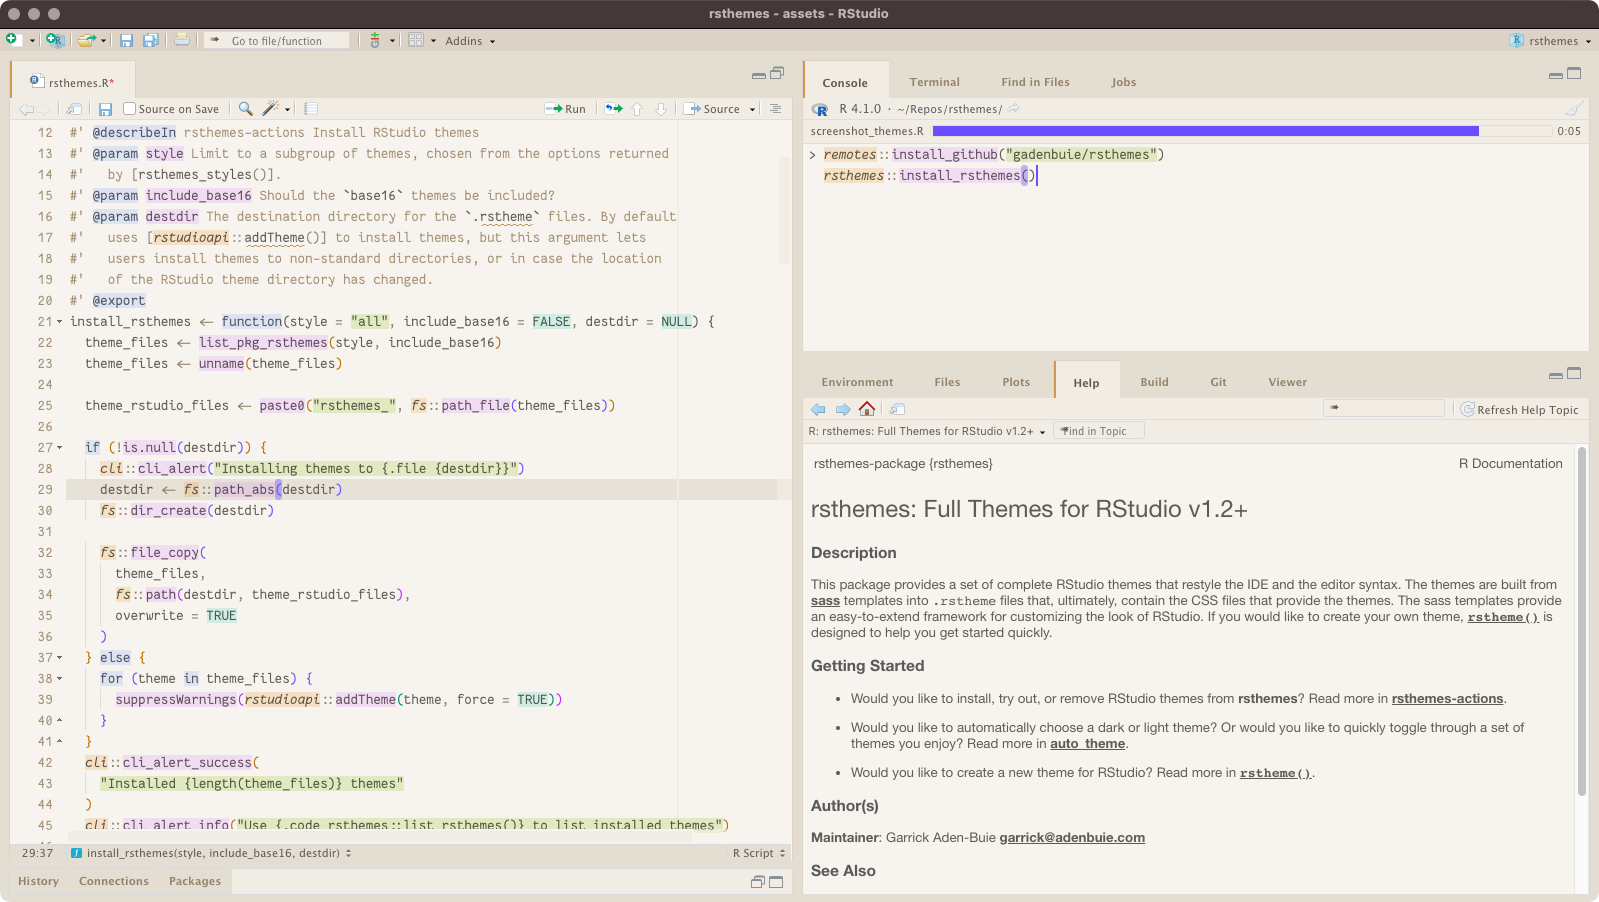 rsthemes - assets - RStudio
Go to file/function
Addins
rsthemes
rsthemes.R*
Source on Save
Run
Source
12 #' @describeIn rsthemes-actions Install RStudio themes
13 #' @param style Limit to a subgroup of themes, chosen from the options returned
14 #'   by [rsthemes_styles()].
15 #' @param include_base16 Should the `base16` themes be included?
16 #' @param destdir The destination directory for the `.rstheme` files. By default
17 #'   uses [rstudioapi::addTheme()] to install themes, but this argument lets
18 #'   users install themes to non-standard directories, or in case the location
19 #'   of the RStudio theme directory has changed.
20 #' @export
21 install_rsthemes <- function(style = "all", include_base16 = FALSE, destdir = NULL) {
22   theme_files <- list_pkg_rsthemes(style, include_base16)
23   theme_files <- unname(theme_files)
24
25   theme_rstudio_files <- paste0("rsthemes_", fs::path_file(theme_files))
26
27   if (!is.null(destdir)) {
28     cli::cli_alert("Installing themes to {.file {destdir}}")
29     destdir <- fs::path_abs(destdir)
30     fs::dir_create(destdir)
31
32     fs::file_copy(
33       theme_files,
34       fs::path(destdir, theme_rstudio_files),
35       overwrite = TRUE
36     )
37   } else {
38     for (theme in theme_files) {
39       suppressWarnings(rstudioapi::addTheme(theme, force = TRUE))
40     }
41   }
42   cli::cli_alert_success(
43     "Installed {length(theme_files)} themes"
44   )
45   cli::cli_alert_info("Use {.code rsthemes::list_rsthemes()} to list installed themes")
29:37 install_rsthemes(style, include_base16, destdir) R Script
History Connections Packages
Console Terminal Find in Files Jobs
R 4.1.0 · ~/Repos/rsthemes/
screenshot_themes.R 0:05
> remotes::install_github("gadenbuie/rsthemes")
rsthemes::install_rsthemes()
Environment Files Plots Help Build Git Viewer
Refresh Help Topic
R: rsthemes: Full Themes for RStudio v1.2+ Find in Topic
rsthemes-package {rsthemes} R Documentation
rsthemes: Full Themes for RStudio v1.2+
Description
This package provides a set of complete RStudio themes that restyle the IDE and the editor syntax. The themes are built from
sass templates into .rstheme files that, ultimately, contain the CSS files that provide the themes. The sass templates provide
an easy-to-extend framework for customizing the look of RStudio. If you would like to create your own theme, rstheme() is
designed to help you get started quickly.
Getting Started
• Would you like to install, try out, or remove RStudio themes from rsthemes? Read more in rsthemes-actions.
• Would you like to automatically choose a dark or light theme? Or would you like to quickly toggle through a set of
themes you enjoy? Read more in auto_theme.
• Would you like to create a new theme for RStudio? Read more in rstheme().
Author(s)
Maintainer: Garrick Aden-Buie garrick@adenbuie.com
See Also